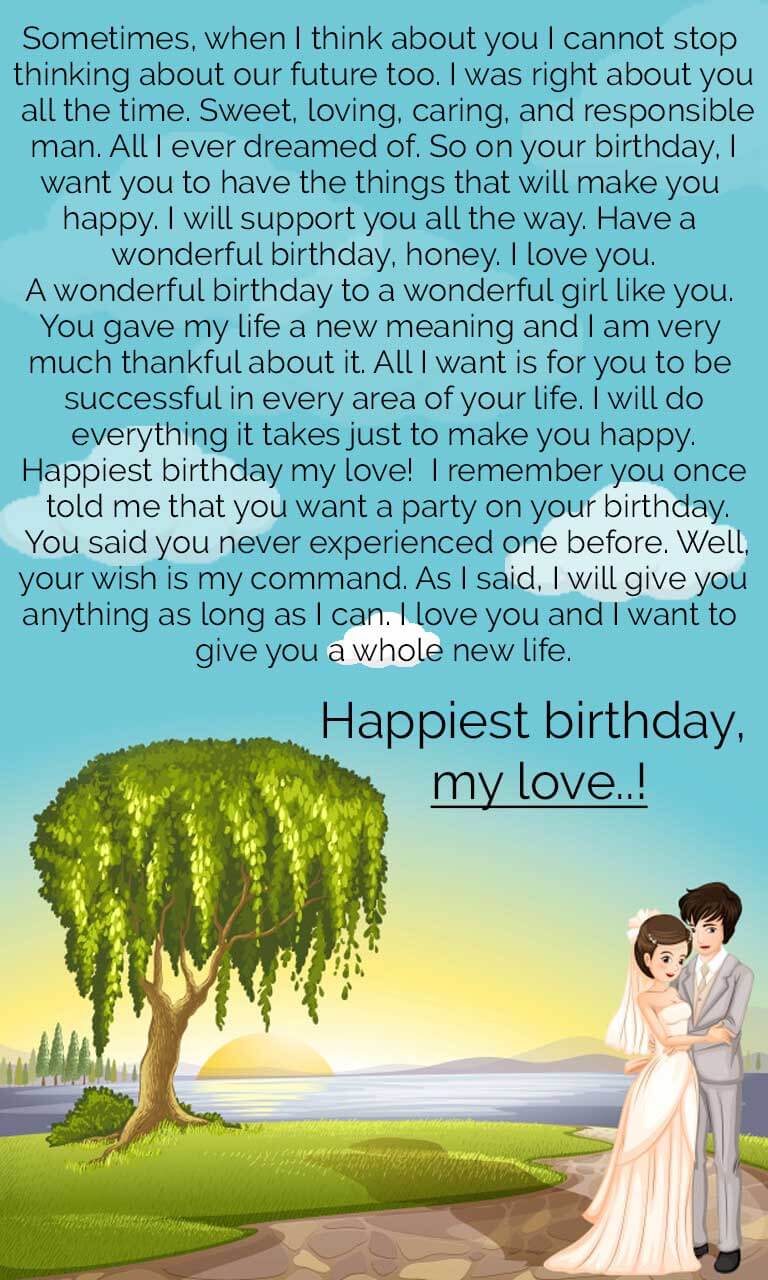 Sometimes, when I think about you I cannot stop
thinking about our future too. I was right about you
all the time. Sweet, loving, caring, and responsible
man. All I ever dreamed of. So on your birthday, I
want you to have the things that will make you
happy. I will support you all the way. Have a
wonderful birthday, honey. I love you.
A wonderful birthday to a wonderful girl like you.
You gave my life a new meaning and I am very
much thankful about it. All I want is for you to be
successful in every area of your life. I will do
everything it takes just to make you happy.
Happiest birthday my love!  I remember you once
told me that you want a party on your birthday.
You said you never experienced one before. Well,
your wish is my command. As I said, I will give you
anything as long as I can. I love you and I want to
give you a whole new life.
Happiest birthday,
my love..!